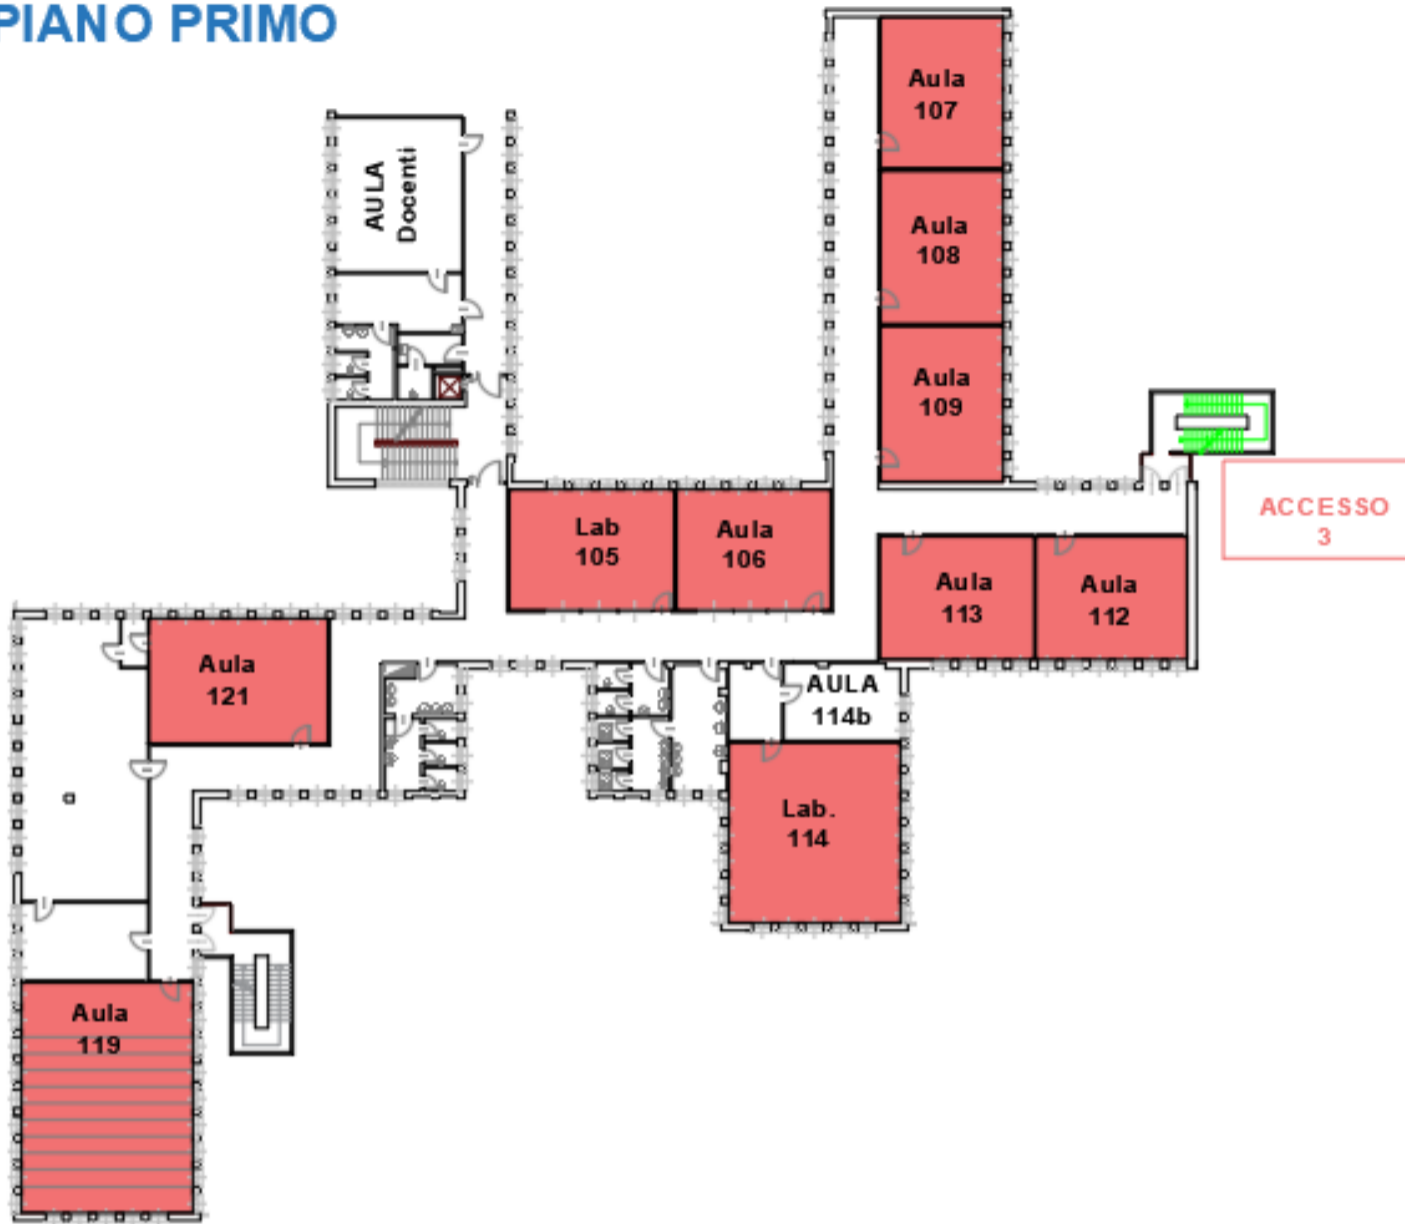 PIANO PRIMO
Aula
107
AULA
Docenti
Aula
108
Aula
109
ACCESSO
3
Lab
105
Aula
106
Aula
113
Aula
112
Aula
121
AULA
114b
Lab.
114
Aula
119